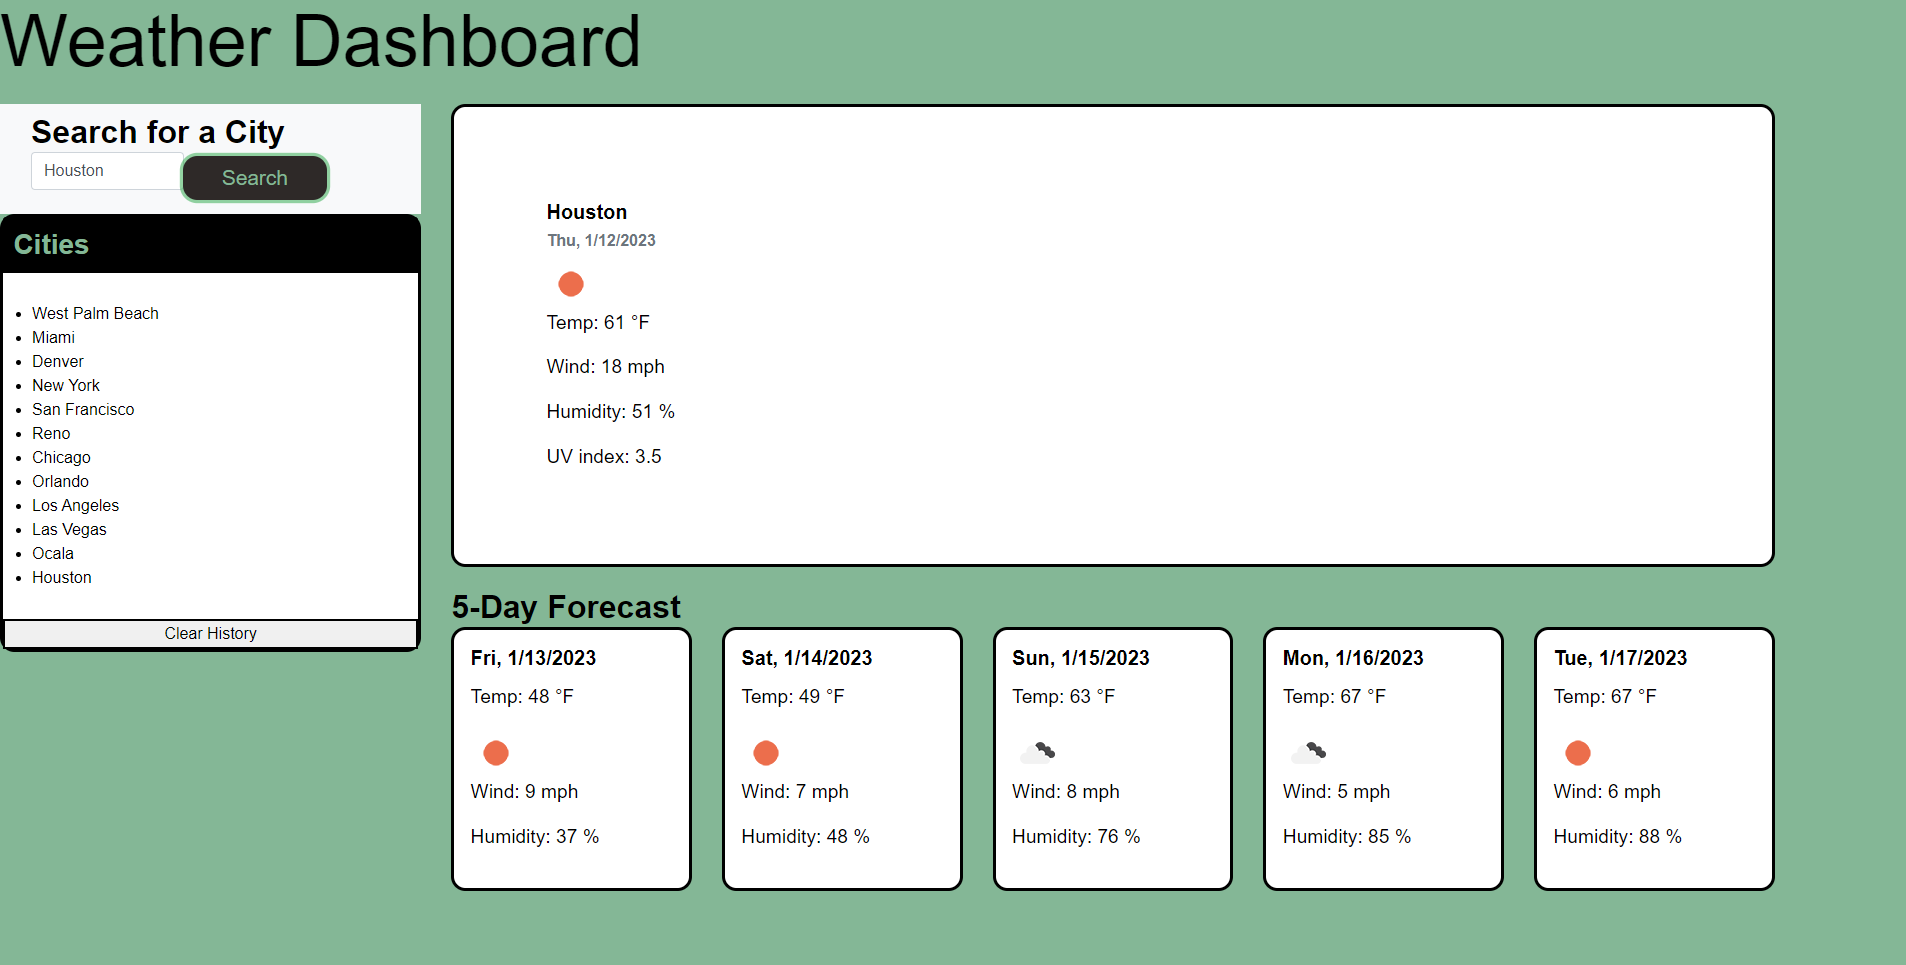 Weather Dashboard
Search for a City
Houston
Search
Cities
West Palm Beach
Miami
Denver
New York
San Francisco
Reno
Chicago
Orlando
Los Angeles
Las Vegas
Ocala
Houston
Clear History
Houston
Thu, 1/12/2023
Temp: 61 °F
Wind: 18 mph
Humidity: 51 %
UV index: 3.5
5-Day Forecast
Fri, 1/13/2023
Temp: 48 °F
Wind: 9 mph
Humidity: 37 %
Sat, 1/14/2023
Temp: 49 °F
Wind: 7 mph
Humidity: 48 %
Sun, 1/15/2023
Temp: 63 °F
Wind: 8 mph
Humidity: 76 %
Mon, 1/16/2023
Temp: 67 °F
Wind: 5 mph
Humidity: 85 %
Tue, 1/17/2023
Temp: 67 °F
Wind: 6 mph
Humidity: 88 %